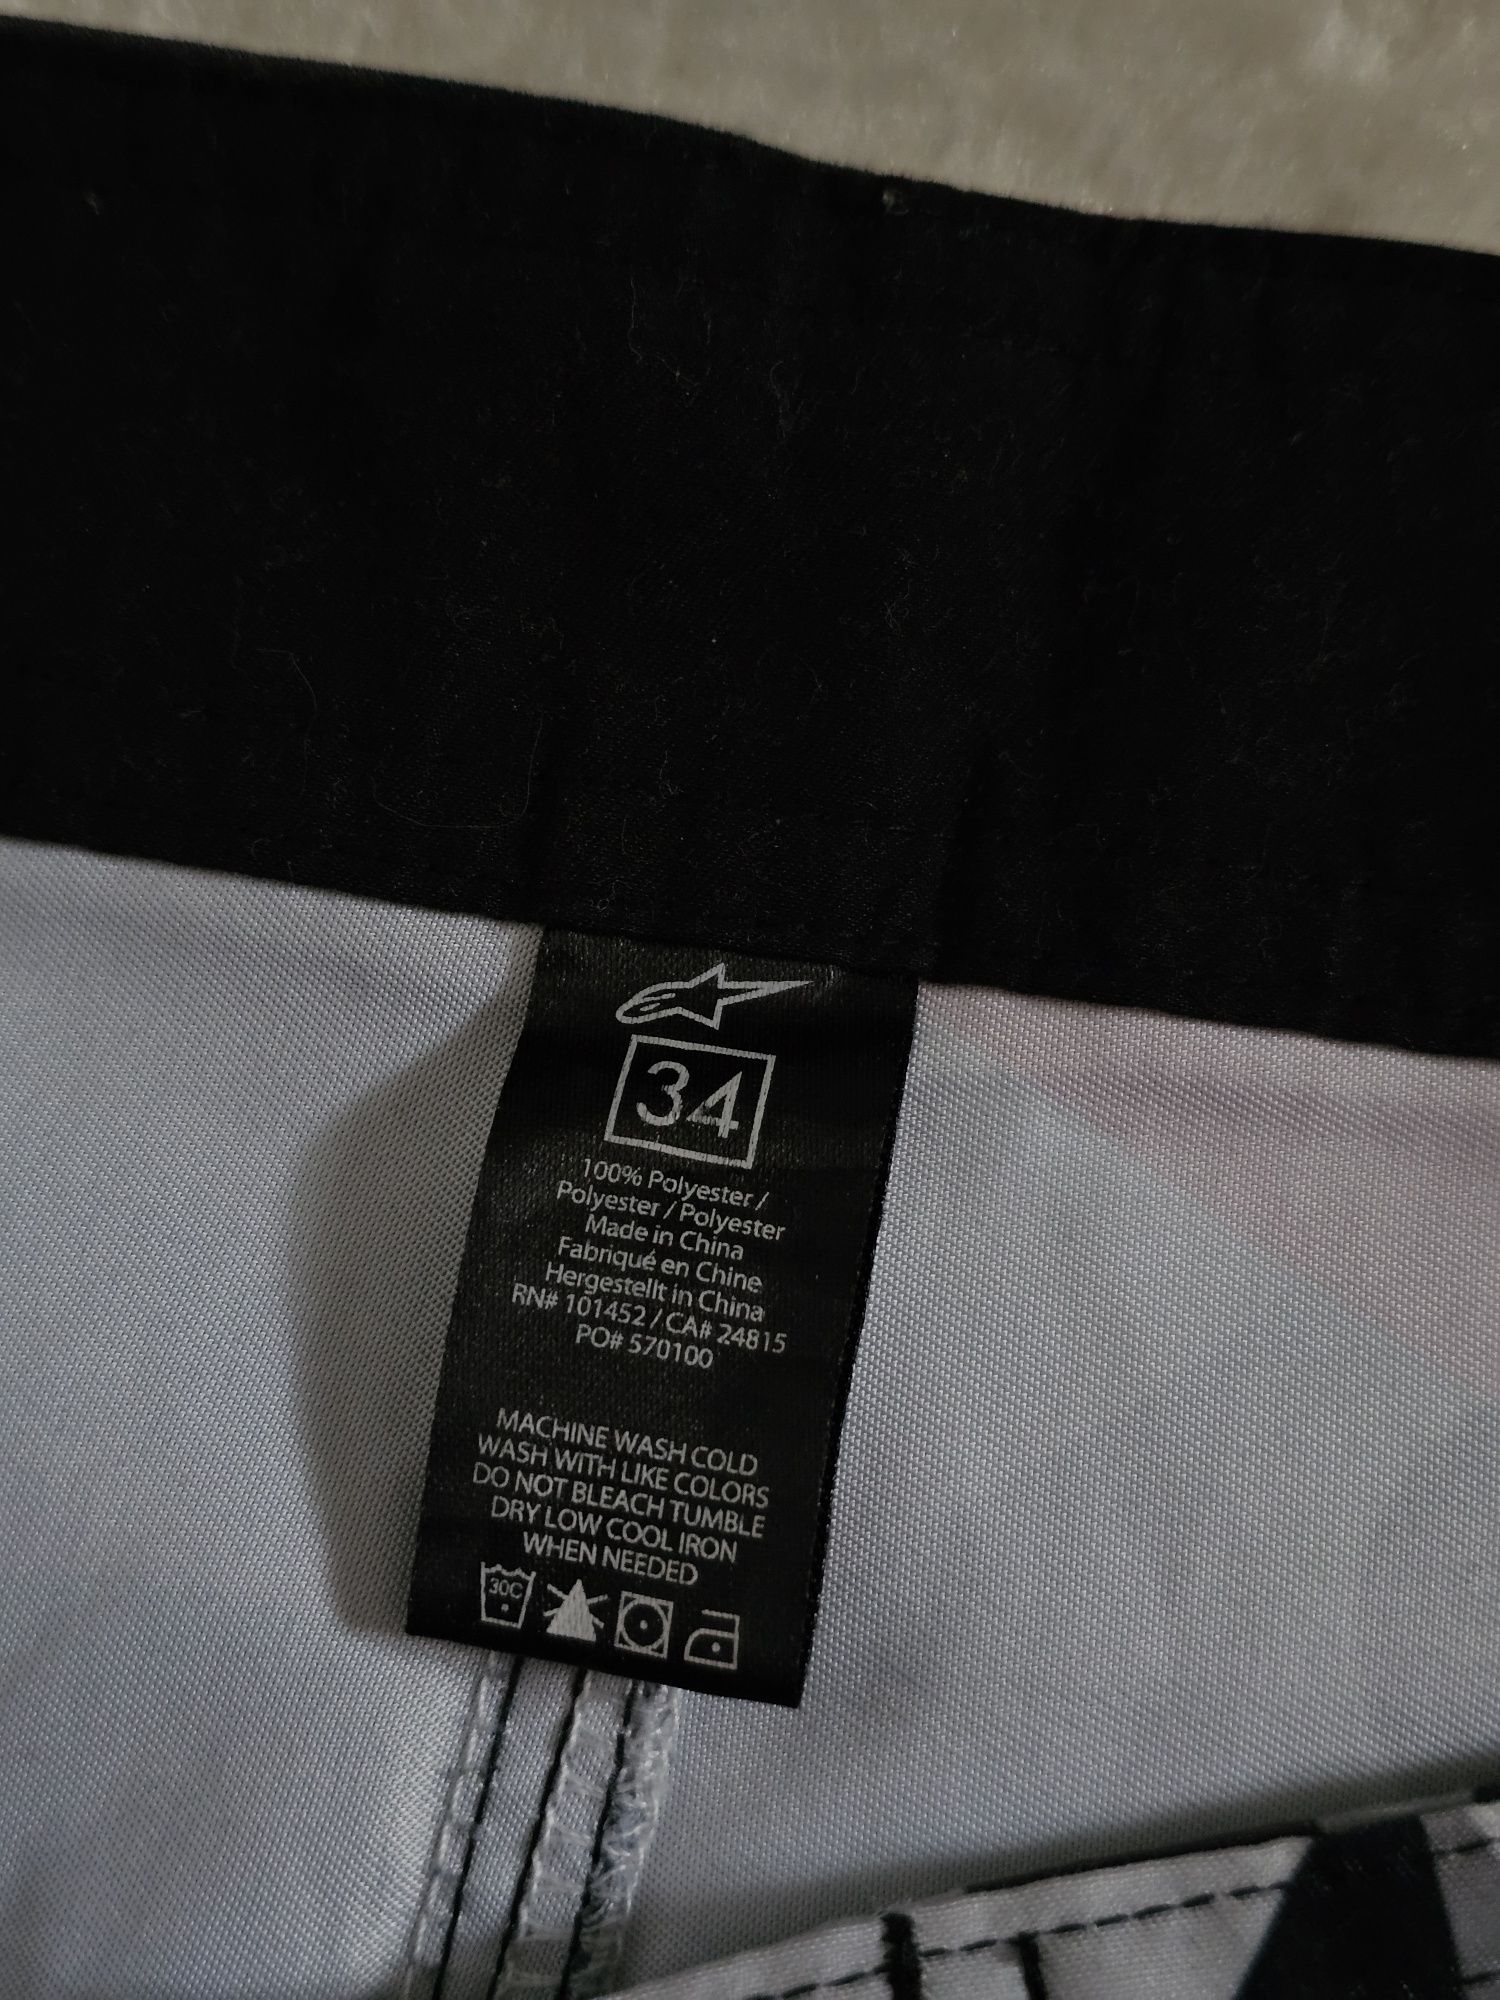 34
100% Polyester /
Polyester / Polyester
Made in China
Fabriqué en Chine
Hergestellt in China
RN# 101452 / CA# 24815
PO# 570100
MACHINE WASH COLD
WASH WITH LIKE COLORS
DO NOT BLEACH TUMBLE
DRY LOW COOL IRON
WHEN NEEDED
30C